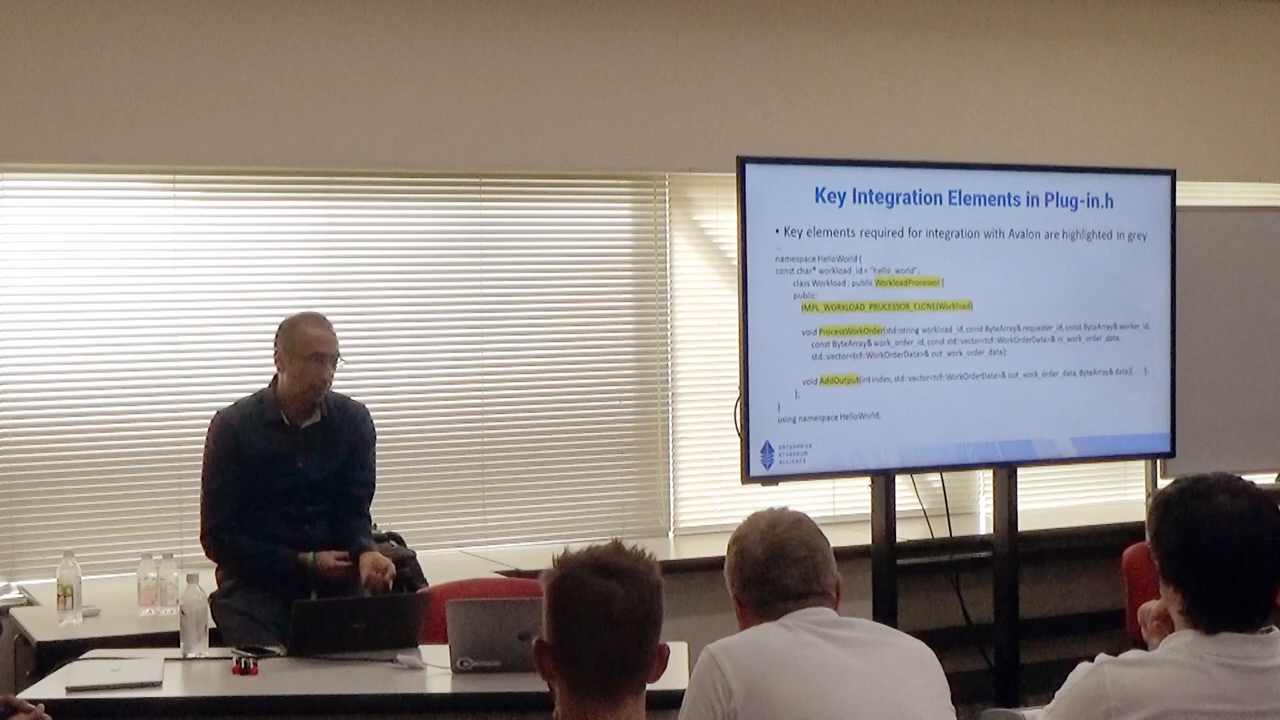 Key Integration Elements in Plug-in.h
• Key elements required for integration with Avalon are highlighted in grey
...
namespace HelloWorld {
const char* workload_id = "hello_world";
class Workload : public WorkloadProcessor {
public:
IMPL_WORKLOAD_PROCESSOR_CLONE(Workload)
void ProcessWorkOrder(std::string workload_id, const ByteArray& requester_id, const ByteArray& worker_id,
const ByteArray& work_order_id, const std::vector<tcf::WorkOrderData>& in_work_order_data,
std::vector<tcf::WorkOrderData>& out_work_order_data);
void AddOutput(int index, std::vector<tcf::WorkOrderData>& out_work_order_data, ByteArray& data){ ... }
};
}
using namespace HelloWorld;
ENTERPRISE
ETHEREUM
ALLIANCE